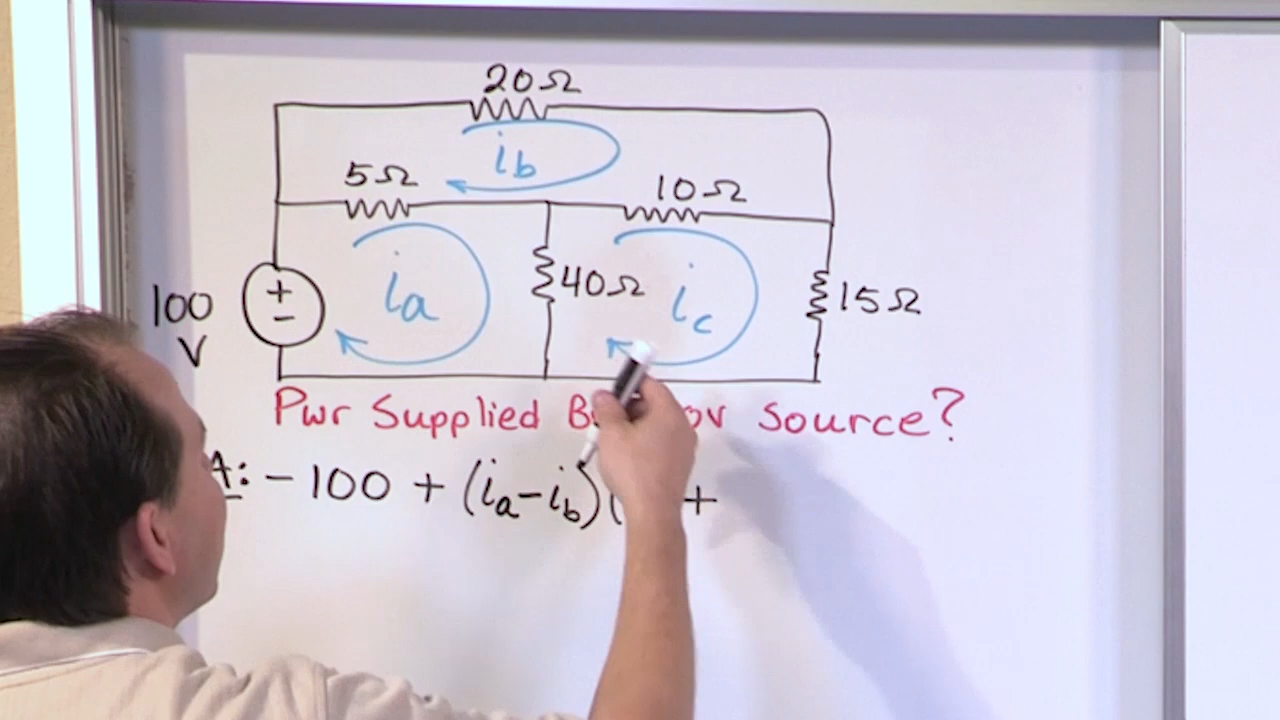 20Ω
ib
5Ω
10Ω
ia
40Ω
ic
15Ω
100
V
+
-
Pwr Supplied Source?
A: -100 + (ia-ib)( +